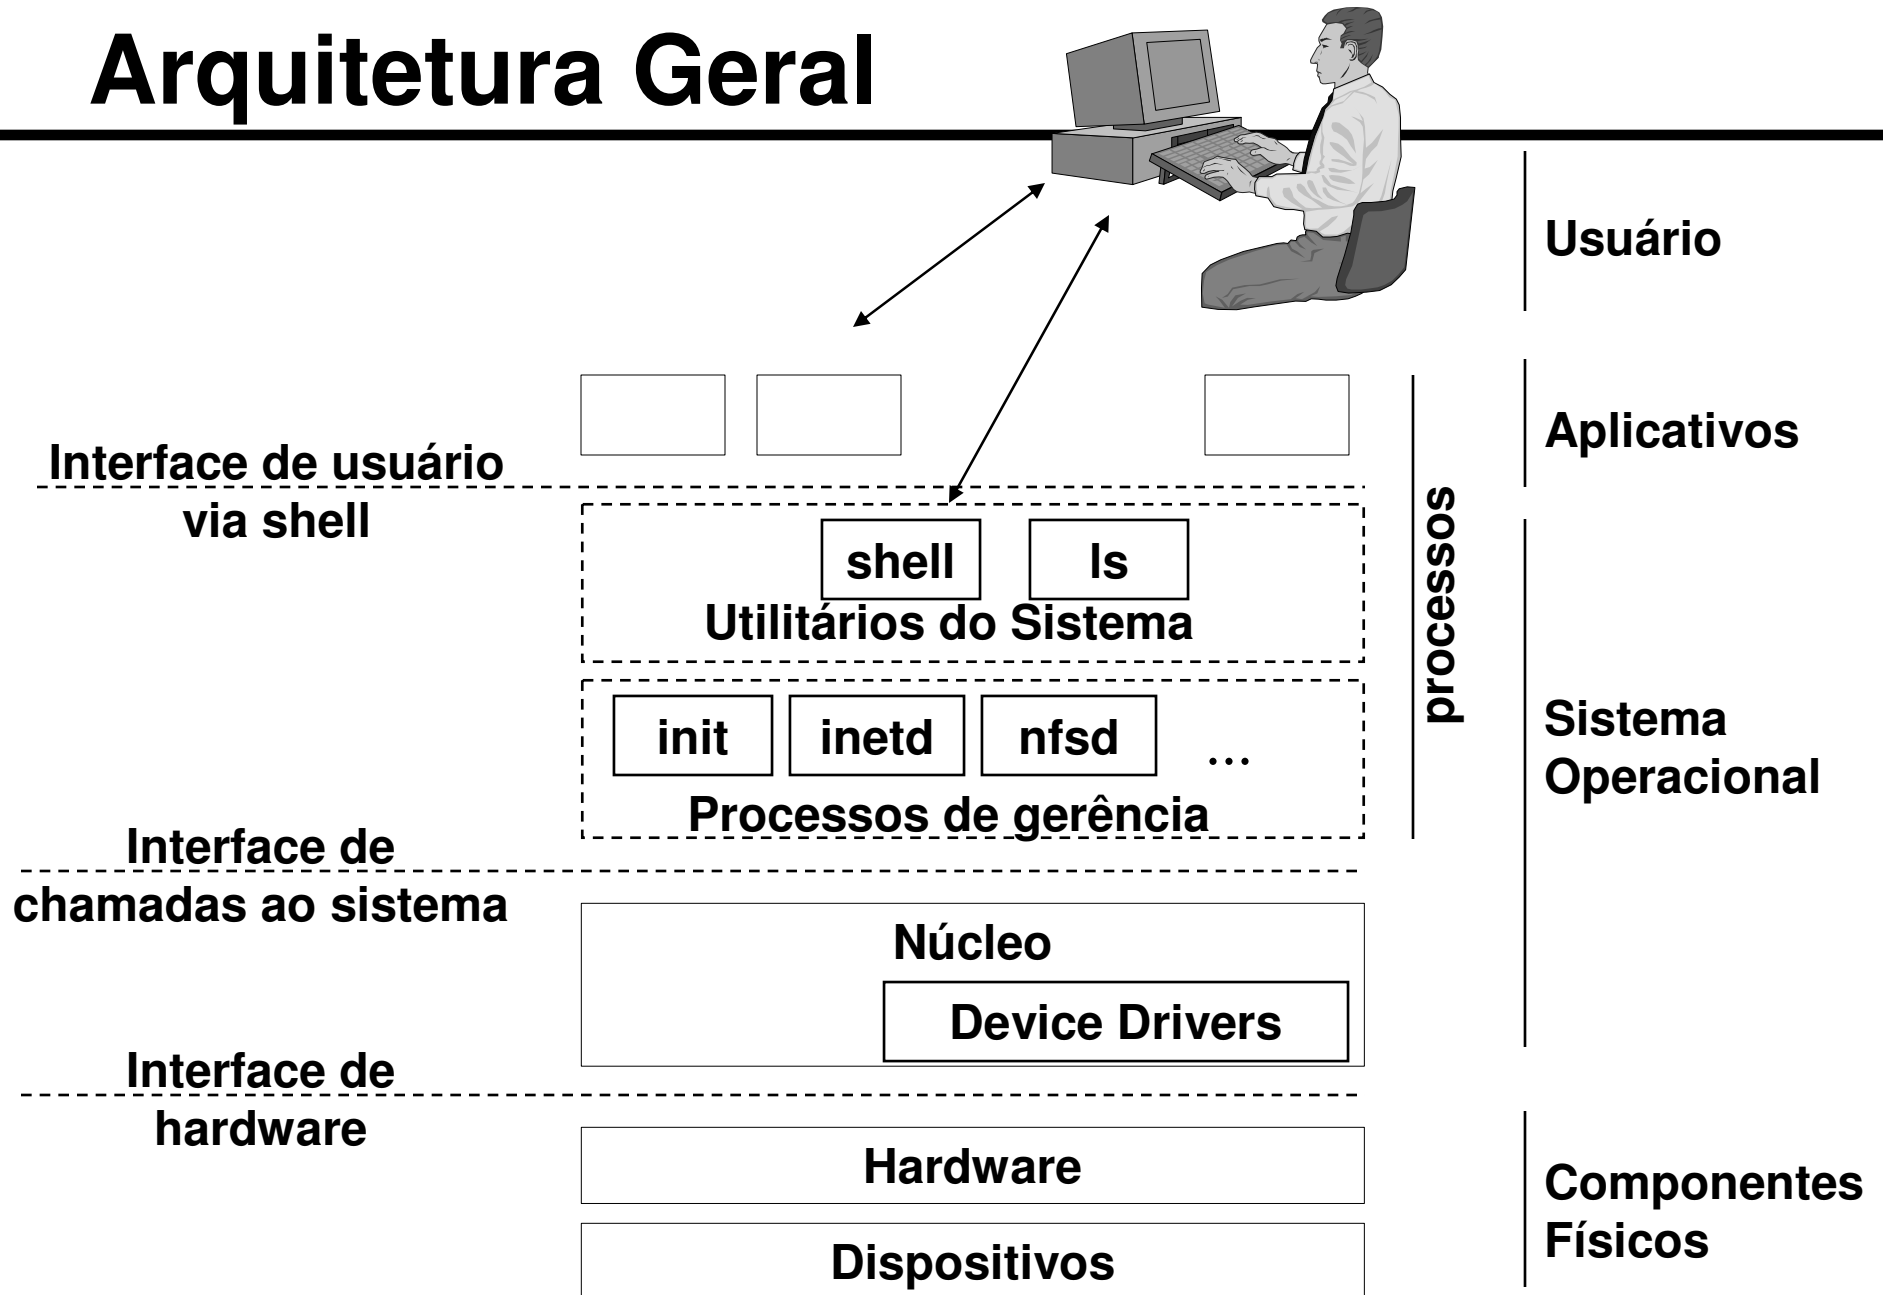 Arquitetura Geral
Usuário
Aplicativos
Interface de usuário
via shell
shell
ls
Utilitários do Sistema
processos
init
inetd
nfsd
...
Processos de gerência
Sistema
Operacional
Interface de
chamadas ao sistema
Núcleo
Device Drivers
Interface de
hardware
Hardware
Dispositivos
Componentes
Físicos